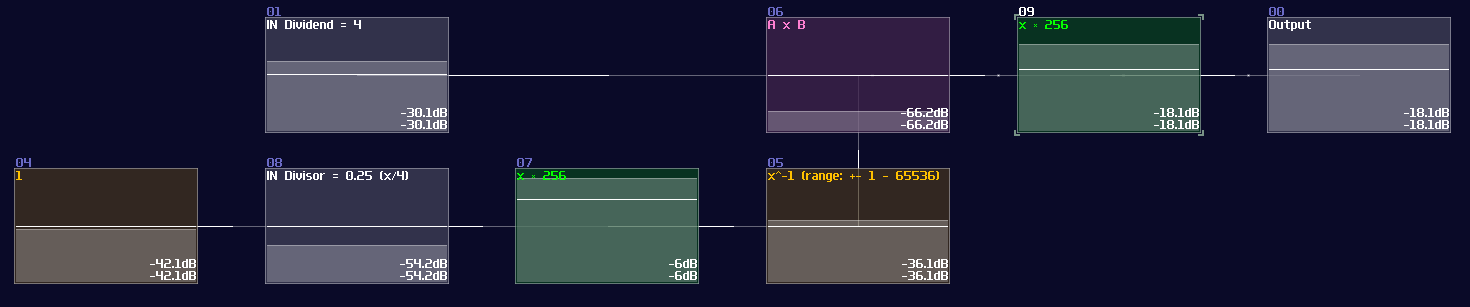 01
IN Dividend = 4
-30.1dB
-30.1dB
06
A x B
-66.2dB
-66.2dB
09
x * 256
-18.1dB
-18.1dB
00
Output
-18.1dB
-18.1dB
04
1
-42.1dB
-42.1dB
08
IN Divisor = 0.25 (x/4)
-54.2dB
-54.2dB
07
x * 256
-6dB
-6dB
05
x^-1 (range: +- 1 - 65536)
-36.1dB
-36.1dB